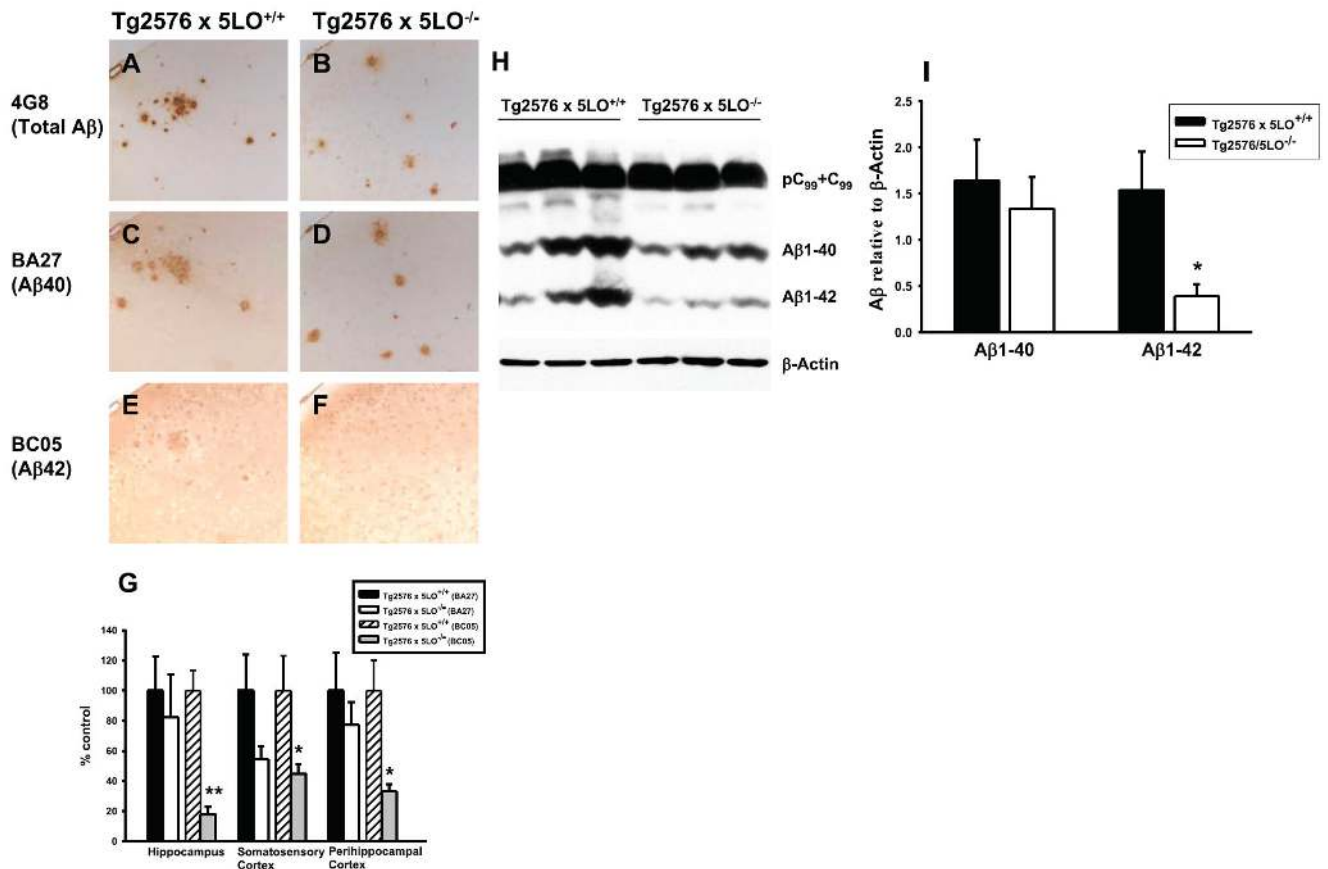 Tg2576 x 5LO+/+ Tg2576 x 5LO-/-
A B
4G8
(Total Aβ)
C D
BA27
(Aβ40)
E F
BC05
(Aβ42)
G
Tg2576 x 5LO+/+ (BA27)
Tg2576 x 5LO-/- (BA27)
Tg2576 x 5LO+/+ (BC05)
Tg2576 x 5LO-/- (BC05)
% control
140
120
100
80
60
40
20
0
**
*
*
Hippocampus Somatosensory Perihippocampal
Cortex Cortex
H
Tg2576 x 5LO+/+ Tg2576 x 5LO-/-
pC99+C99
Aβ1-40
Aβ1-42
β-Actin
I
Tg2576 x 5LO+/+
Tg2576/5LO-/-
Aβ relative to β-Actin
2.5
2.0
1.5
1.0
0.5
0.0
*
Aβ1-40 Aβ1-42